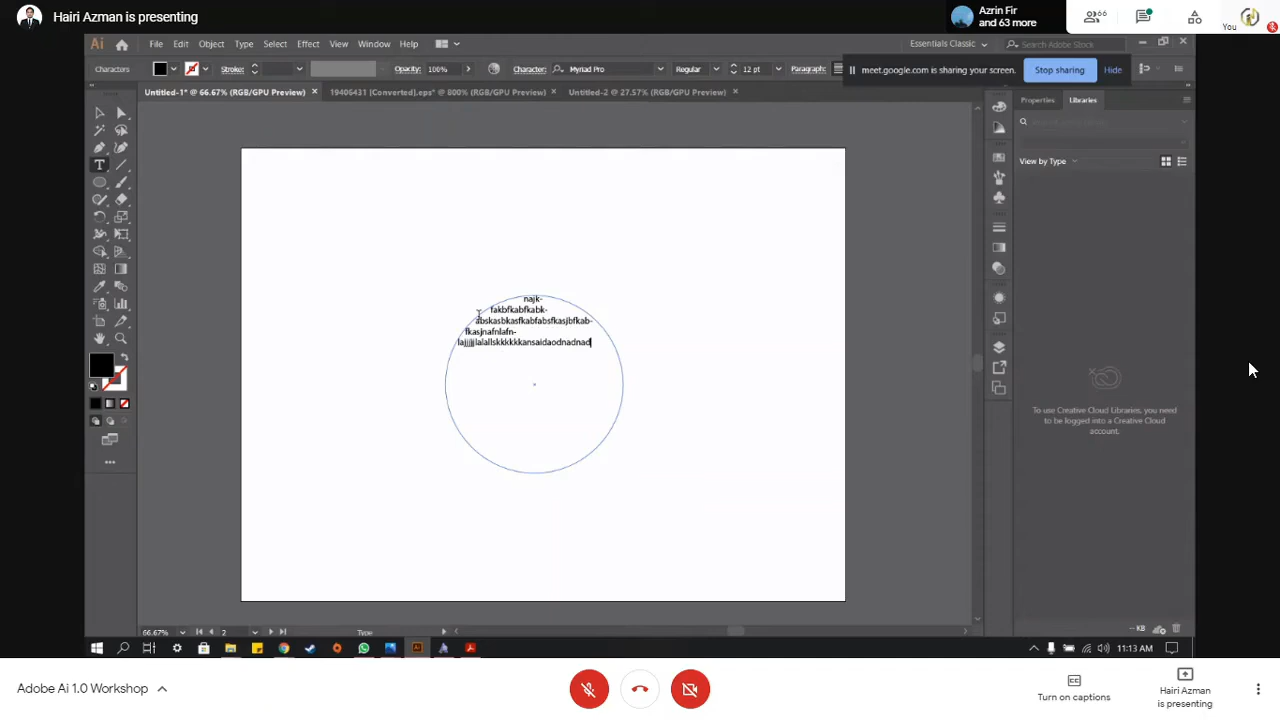 Hairi Azman is presenting
Azrin Fir
and 63 more
66
You
Ai
File Edit Object Type Select Effect View Window Help
Essentials Classic
Search Adobe Stock
Characters
Stroke:
Opacity: 100%
Character: Myriad Pro
Regular
12 pt
Paragraph:
meet.google.com is sharing your screen.
Stop sharing
Hide
Untitled-1* @ 66.67% (RGB/GPU Preview)
19406431 [Converted].eps* @ 800% (RGB/GPU Preview)
Untitled-2 @ 27.57% (RGB/GPU Preview)
Properties
Libraries
View by Type
najk-
fakbfkabfkabk-
abskasbkasfkabfabsfkasjbfkab-
fkasjnafnlafn-
To use Creative Cloud Libraries, you need
to be logged into a Creative Cloud
account.
66.67%
2
Type
-- KB
11:13 AM
Adobe Ai 1.0 Workshop
Turn on captions
Hairi Azman
is presenting